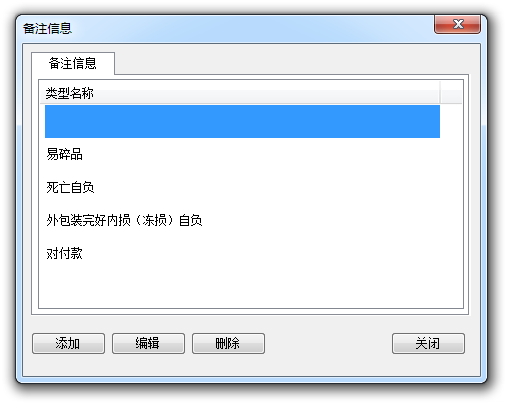 备注信息
备注信息
类型名称
易碎品
死亡自负
外包装完好内损（冻损）自负
对付款
添加
编辑
删除
关闭